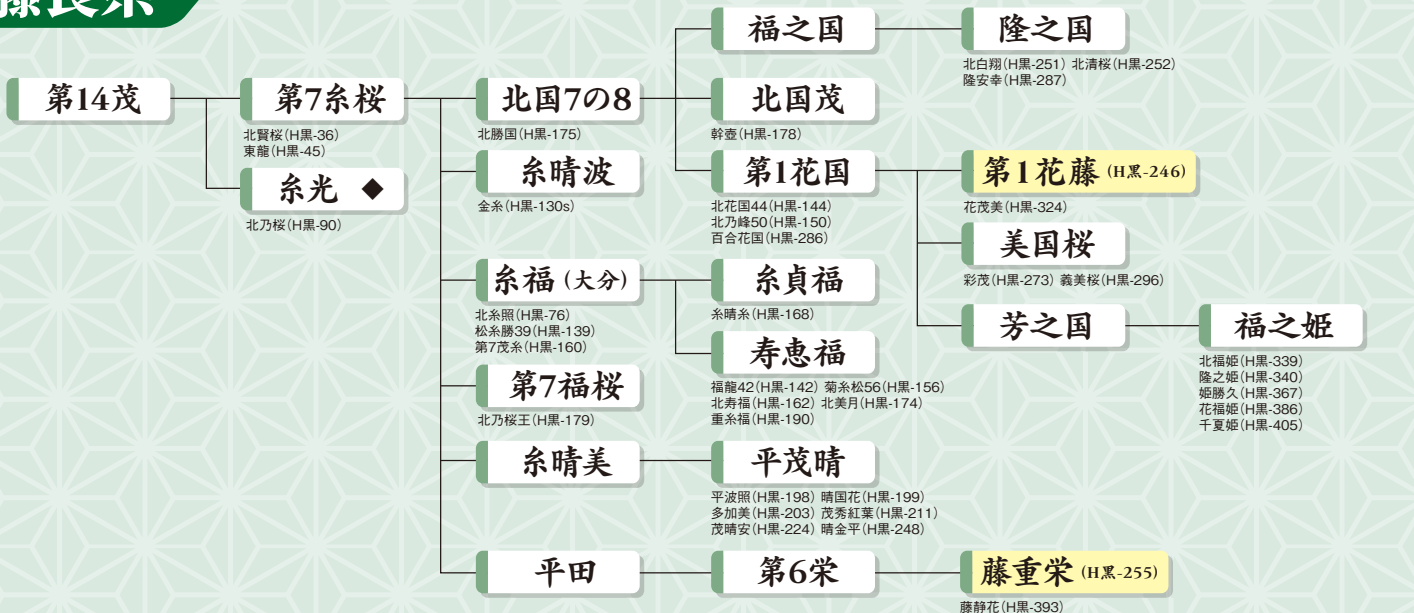 藤良系
第14茂
第7糸桜
北賢桜(H黒-36)
東龍(H黒-45)
糸光 ◆
北乃桜(H黒-90)
北国7の8
北勝国(H黒-175)
福之国
隆之国
北白翔(H黒-251) 北清桜(H黒-252)
隆安幸(H黒-287)
北国茂
幹壺(H黒-178)
第1花国
北花国44(H黒-144)
北乃峰50(H黒-150)
百合花国(H黒-286)
第1花藤 (H黒-246)
花茂美(H黒-324)
美国桜
彩茂(H黒-273) 義美桜(H黒-296)
芳之国
福之姫
北福姫(H黒-339)
隆之姫(H黒-340)
姫勝久(H黒-367)
花福姫(H黒-386)
千夏姫(H黒-405)
糸晴波
金糸(H黒-130s)
糸福 (大分)
北糸照(H黒-76)
松糸勝39(H黒-139)
第7茂糸(H黒-160)
糸貞福
糸晴糸(H黒-168)
寿恵福
福龍42(H黒-142) 菊糸松56(H黒-156)
北寿福(H黒-162) 北美月(H黒-174)
重糸福(H黒-190)
第7福桜
北乃桜王(H黒-179)
糸晴美
平茂晴
平波照(H黒-198) 晴国花(H黒-199)
多加美(H黒-203) 茂秀紅葉(H黒-211)
茂晴安(H黒-224) 晴金平(H黒-248)
平田
第6栄
藤重栄 (H黒-255)
藤静花(H黒-393)